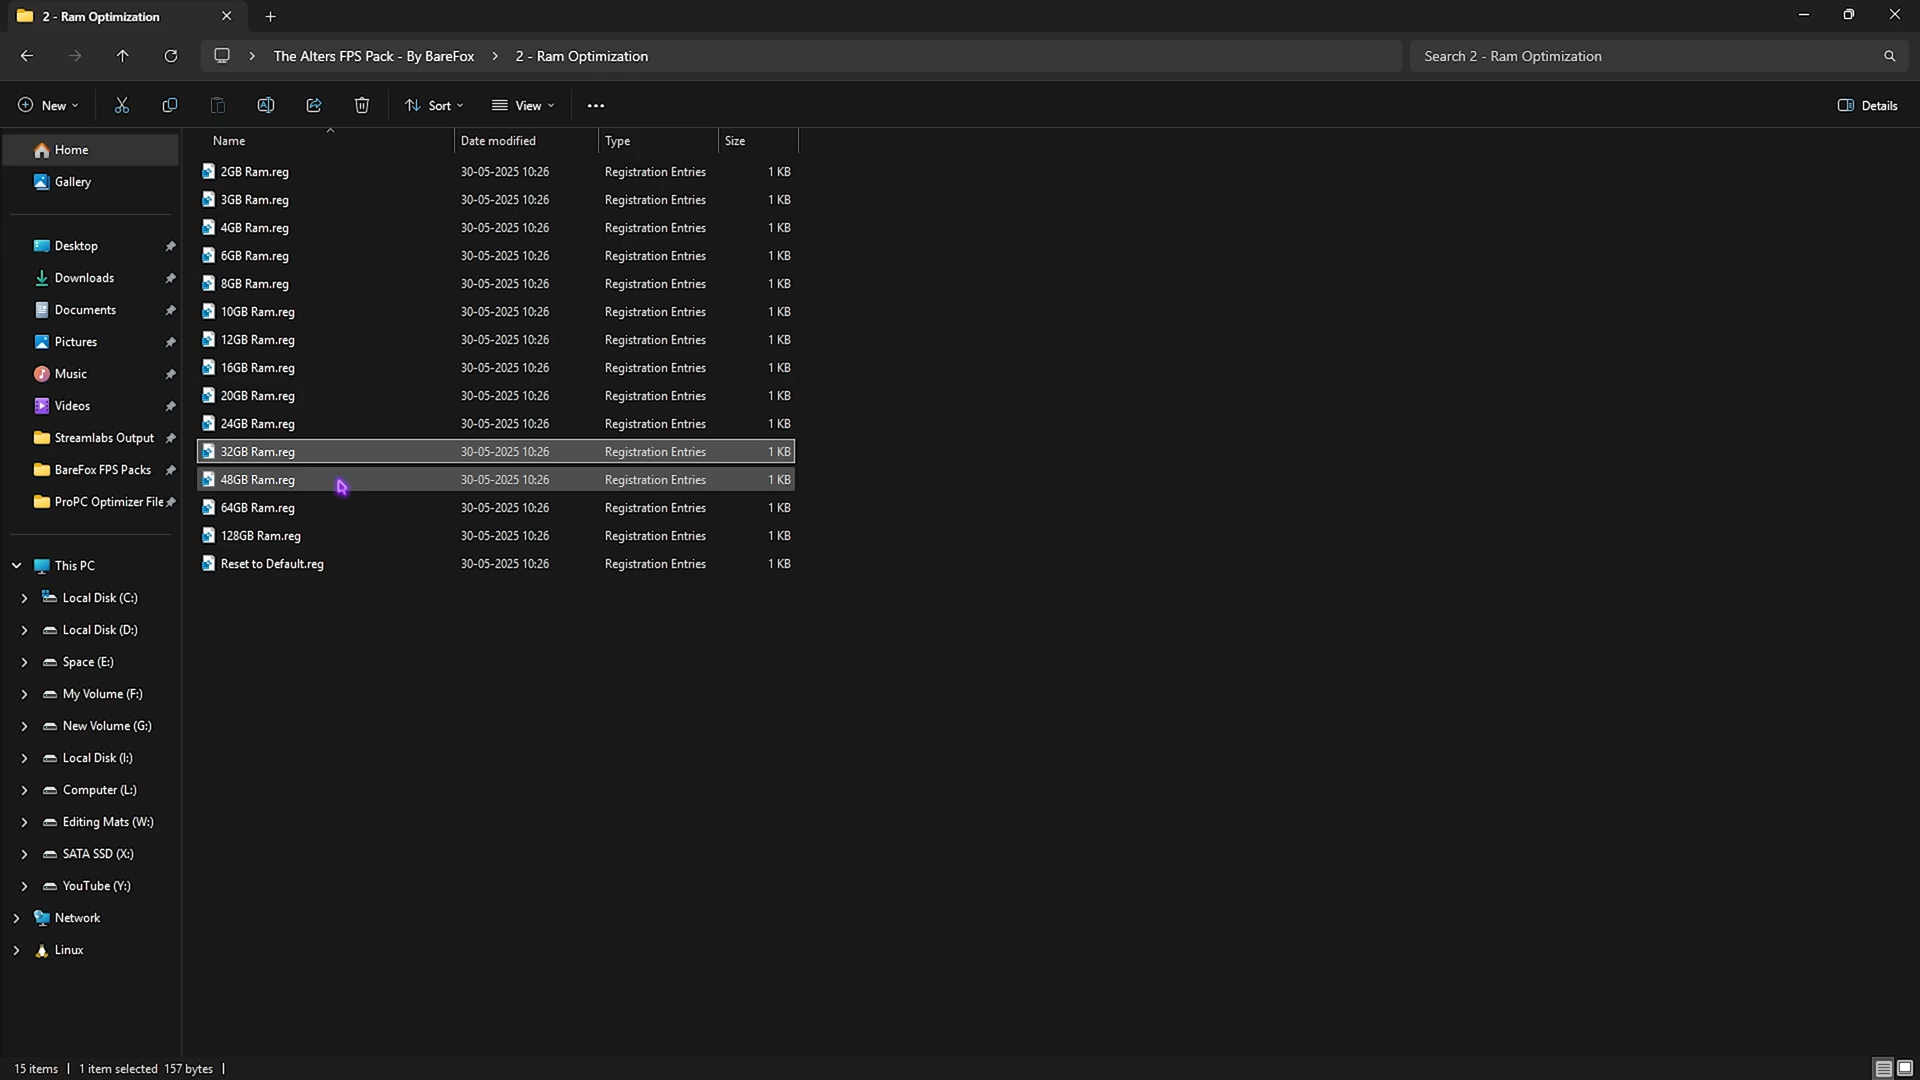 2 - Ram Optimization
The Alters FPS Pack - By BareFox > 2 - Ram Optimization
Search 2 - Ram Optimization
New
Sort
View
Details
Name
Date modified
Type
Size
Home
Gallery
Desktop
Downloads
Documents
Pictures
Music
Videos
Streamlabs Output
BareFox FPS Packs
ProPC Optimizer File
This PC
Local Disk (C:)
Local Disk (D:)
Space (E:)
My Volume (F:)
New Volume (G:)
Local Disk (I:)
Computer (L:)
Editing Mats (W:)
SATA SSD (X:)
YouTube (Y:)
Network
Linux
2GB Ram.reg 30-05-2025 10:26 Registration Entries 1 KB
3GB Ram.reg 30-05-2025 10:26 Registration Entries 1 KB
4GB Ram.reg 30-05-2025 10:26 Registration Entries 1 KB
6GB Ram.reg 30-05-2025 10:26 Registration Entries 1 KB
8GB Ram.reg 30-05-2025 10:26 Registration Entries 1 KB
10GB Ram.reg 30-05-2025 10:26 Registration Entries 1 KB
12GB Ram.reg 30-05-2025 10:26 Registration Entries 1 KB
16GB Ram.reg 30-05-2025 10:26 Registration Entries 1 KB
20GB Ram.reg 30-05-2025 10:26 Registration Entries 1 KB
24GB Ram.reg 30-05-2025 10:26 Registration Entries 1 KB
32GB Ram.reg 30-05-2025 10:26 Registration Entries 1 KB
48GB Ram.reg 30-05-2025 10:26 Registration Entries 1 KB
64GB Ram.reg 30-05-2025 10:26 Registration Entries 1 KB
128GB Ram.reg 30-05-2025 10:26 Registration Entries 1 KB
Reset to Default.reg 30-05-2025 10:26 Registration Entries 1 KB
15 items | 1 item selected 157 bytes |